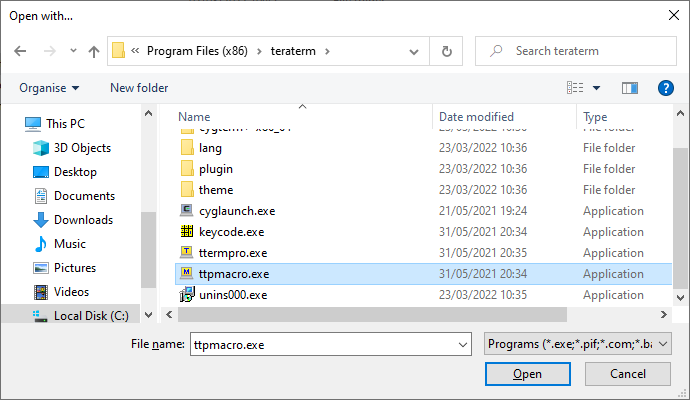 Open with...
Program Files (x86) teraterm
Search teraterm
Organise New folder
Name Date modified Type
This PC
3D Objects
Desktop
Documents
Downloads
Music
Pictures
Videos
Local Disk (C:)
lang 23/03/2022 10:36 File folder
plugin 23/03/2022 10:36 File folder
theme 23/03/2022 10:36 File folder
cyglaunch.exe 21/05/2021 19:24 Application
keycode.exe 31/05/2021 20:34 Application
ttermpro.exe 31/05/2021 20:35 Application
ttpmacro.exe 31/05/2021 20:34 Application
unins000.exe 23/03/2022 10:35 Application
File name: ttpmacro.exe Programs (*.exe;*.pif;*.com;*.ba
Open Cancel